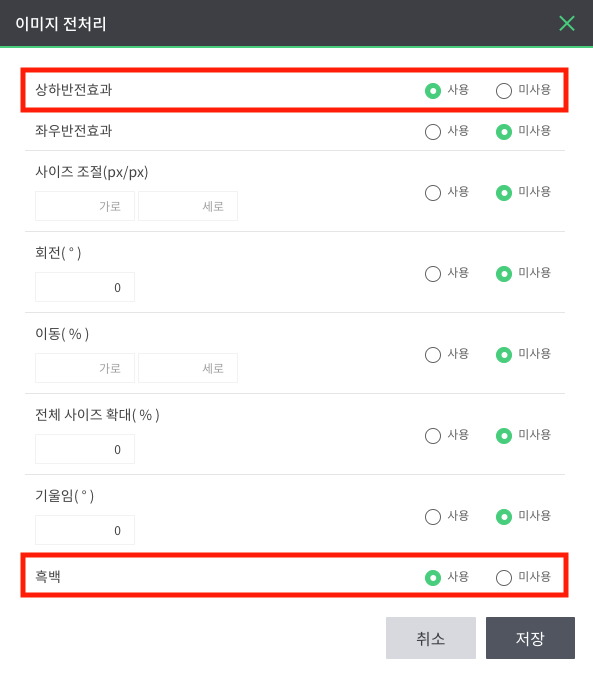 이미지 전처리
상하반전효과 사용 미사용
좌우반전효과 사용 미사용
사이즈 조절(px/px)
가로 세로 사용 미사용
회전( ° )
0 사용 미사용
이동( % )
가로 세로 사용 미사용
전체 사이즈 확대( % )
0 사용 미사용
기울임( ° )
0 사용 미사용
흑백 사용 미사용
취소 저장